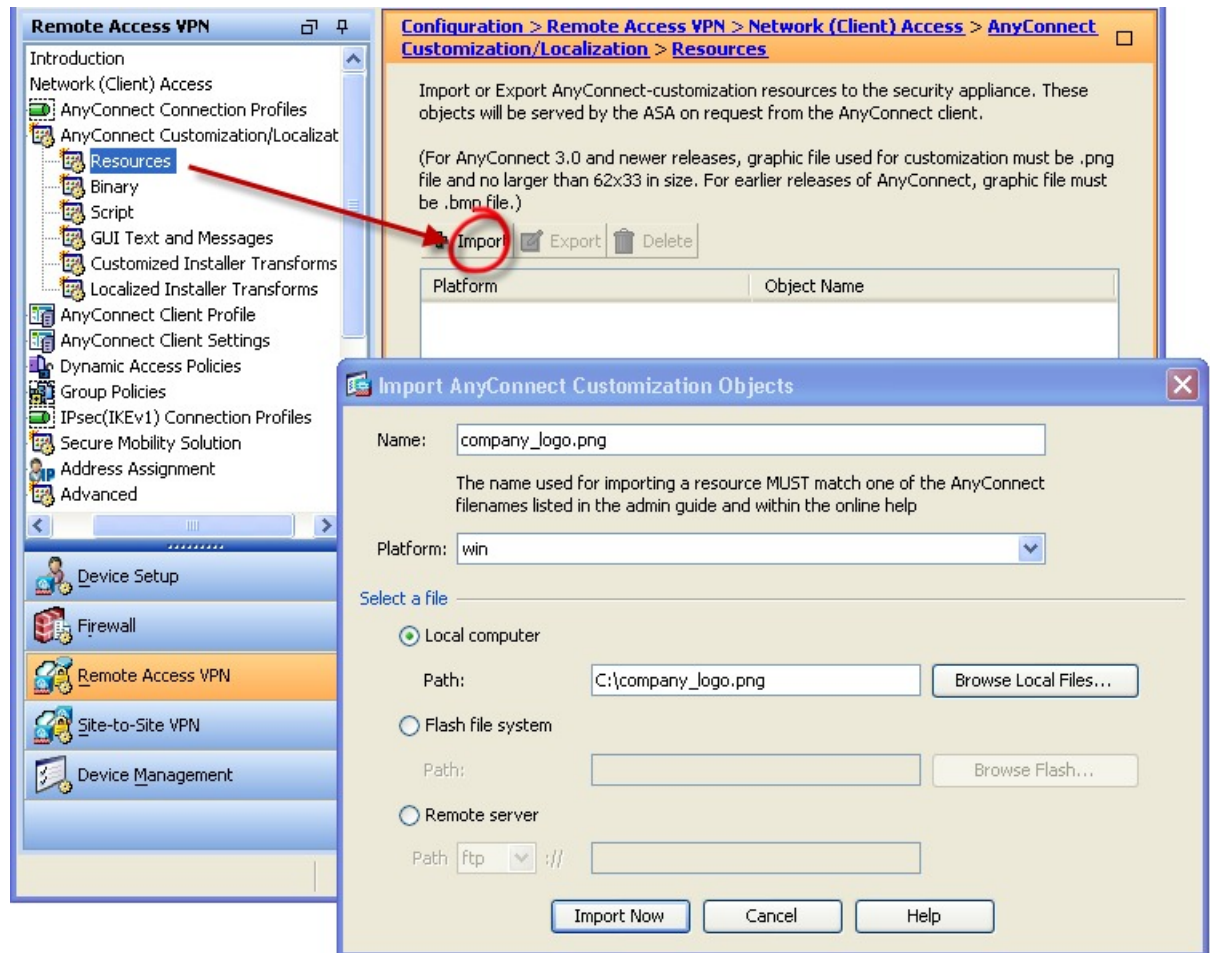 Remote Access VPN
Introduction
Network (Client) Access
AnyConnect Connection Profiles
AnyConnect Customization/Localizat
Resources
Binary
Script
GUI Text and Messages
Customized Installer Transforms
Localized Installer Transforms
AnyConnect Client Profile
AnyConnect Client Settings
Dynamic Access Policies
Group Policies
IPsec(IKEv1) Connection Profiles
Secure Mobility Solution
Address Assignment
Advanced
Device Setup
Firewall
Remote Access VPN
Site-to-Site VPN
Device Management
Configuration > Remote Access VPN > Network (Client) Access > AnyConnect
Customization/Localization > Resources
Import or Export AnyConnect-customization resources to the security appliance. These
objects will be served by the ASA on request from the AnyConnect client.
(For AnyConnect 3.0 and newer releases, graphic file used for customization must be .png
file and no larger than 62x33 in size. For earlier releases of AnyConnect, graphic file must
be .bmp file.)
Import Export Delete
Platform Object Name
Import AnyConnect Customization Objects
Name: company_logo.png
The name used for importing a resource MUST match one of the AnyConnect
filenames listed in the admin guide and within the online help
Platform: win
Select a file
Local computer
Path: C:\company_logo.png Browse Local Files...
Flash file system
Path: Browse Flash...
Remote server
Path ftp ://
Import Now Cancel Help